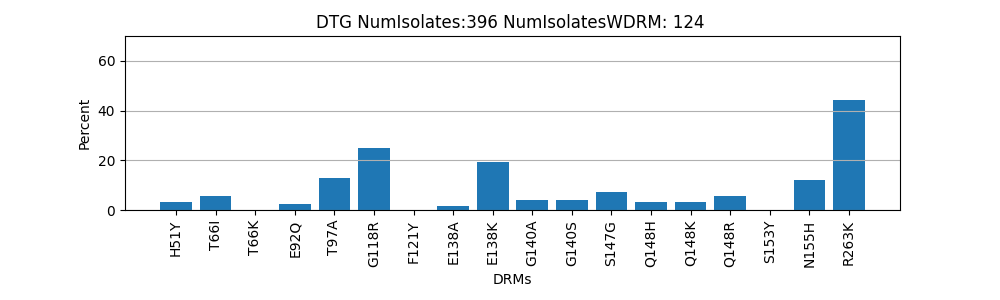 DTG NumIsolates:396 NumIsolatesWDRM: 124
Percent
60
40
20
0
H51Y
T66I
T66K
E92Q
T97A
G118R
F121Y
E138A
E138K
G140A
G140S
S147G
Q148H
Q148K
Q148R
S153Y
N155H
R263K
DRMs